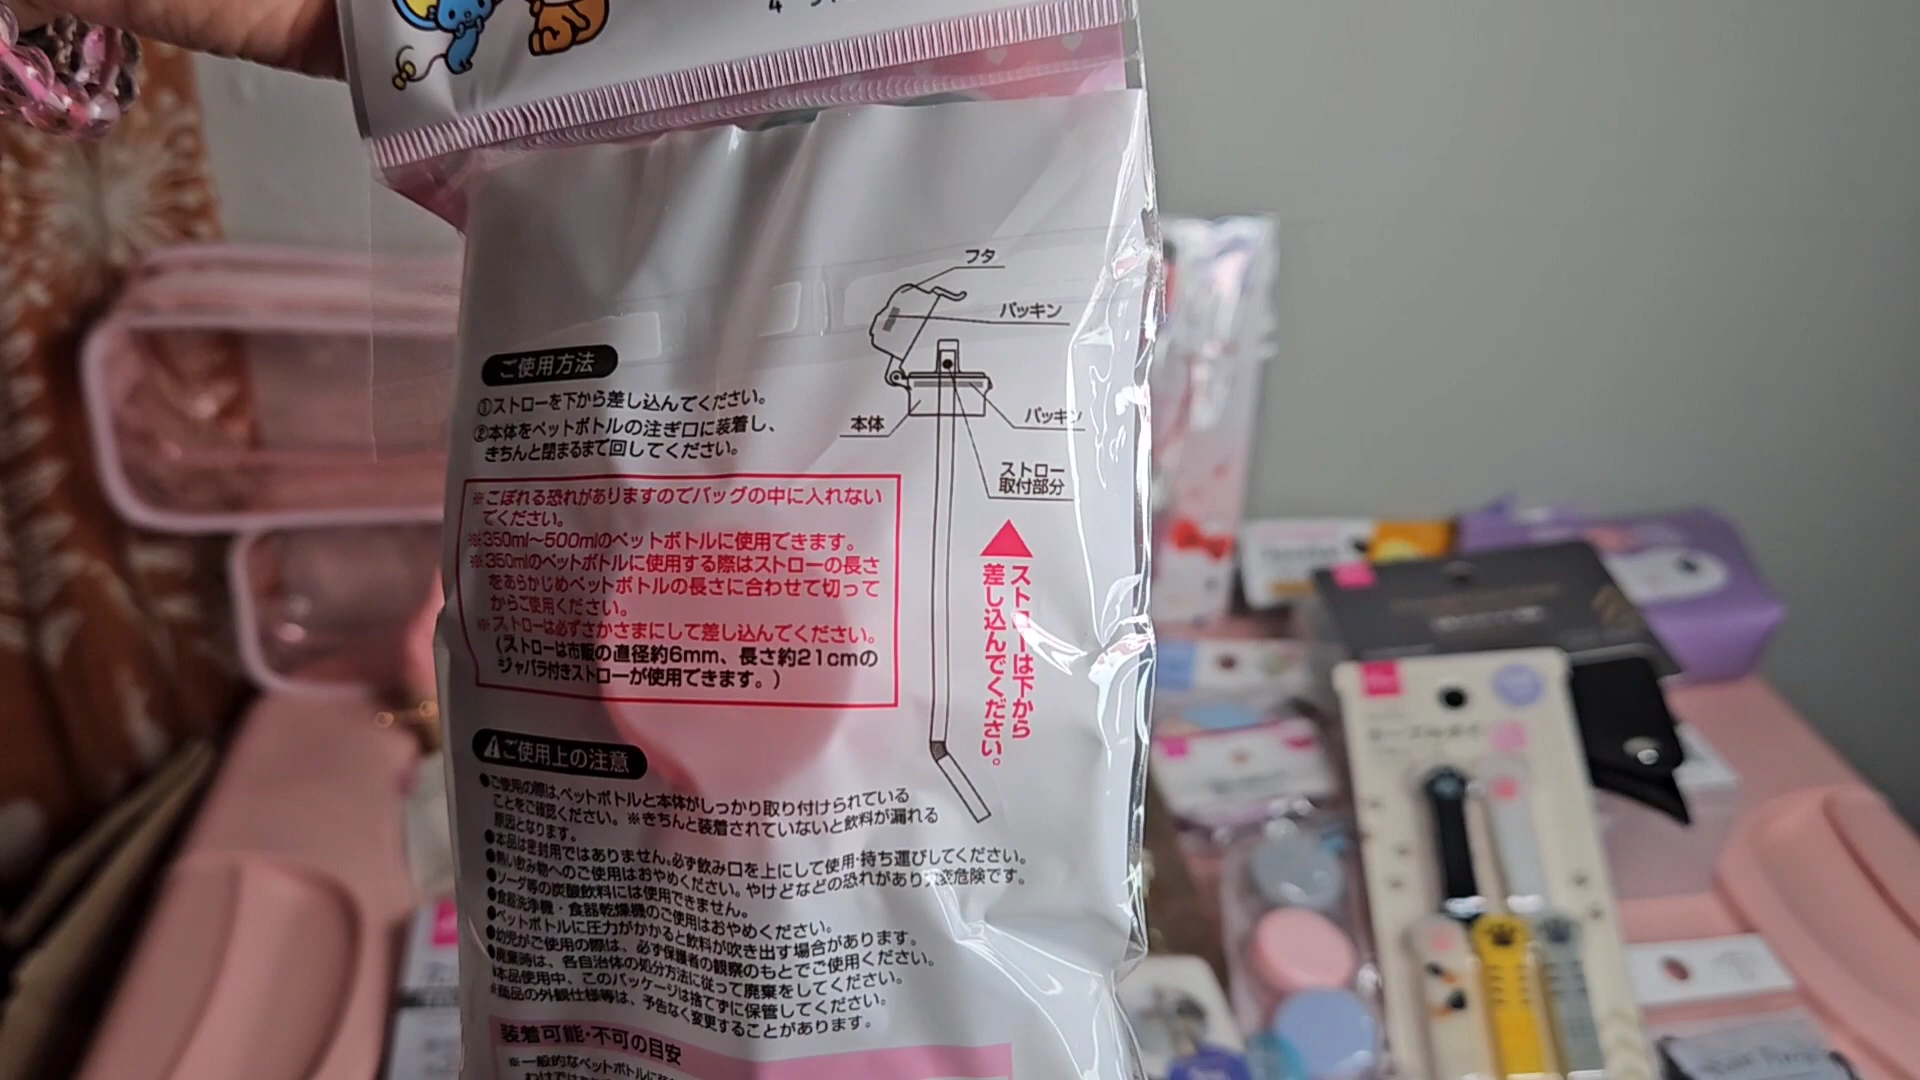 フタ
パッキン
ご使用方法
①ストローを下から差し込んでください。
②本体をペットボトルの注ぎ口に装着し、
きちんと閉まるまで回してください。
本体
パッキン
ストロー
取付部分
※こぼれる恐れがありますのでバッグの中に入れない
でください。
※350ml～500mlのペットボトルに使用できます。
※350mlのペットボトルに使用する際はストローの長さ
をあらかじめペットボトルの長さに合わせて切って
からご使用ください。
※ストローは必ずさかさまにして差し込んでください。
(ストローは市販の直径約6mm、長さ約21cmの
ジャバラ付きストローが使用できます。)
▲ストローは下から
差し込んでください。
⚠ご使用上の注意
●ご使用の際は、ペットボトルと本体がしっかり取り付けられている
ことをご確認ください。※きちんと装着されていないと飲料が漏れる
原因となります。
●本品は密封用ではありません。必ず飲み口を上にして使用・持ち運びしてください。
●熱い飲み物へのご使用はおやめください。やけどなどの恐れがあり大変危険です。
●ソーダ等の炭酸飲料には使用できません。
●食器洗浄機・食器乾燥機のご使用はおやめください。
●ペットボトルに圧力がかかると飲料が吹き出す場合があります。
●幼児がご使用の際は、必ず保護者の観察のもとでご使用ください。
●廃棄時は、各自治体の処分方法に従って廃棄をしてください。
本品使用中、このパッケージは捨てずに保管してください。
商品の外観仕様等は、予告なく変更することがあります。
装着可能・不可の目安
※一般的なペットボトルに